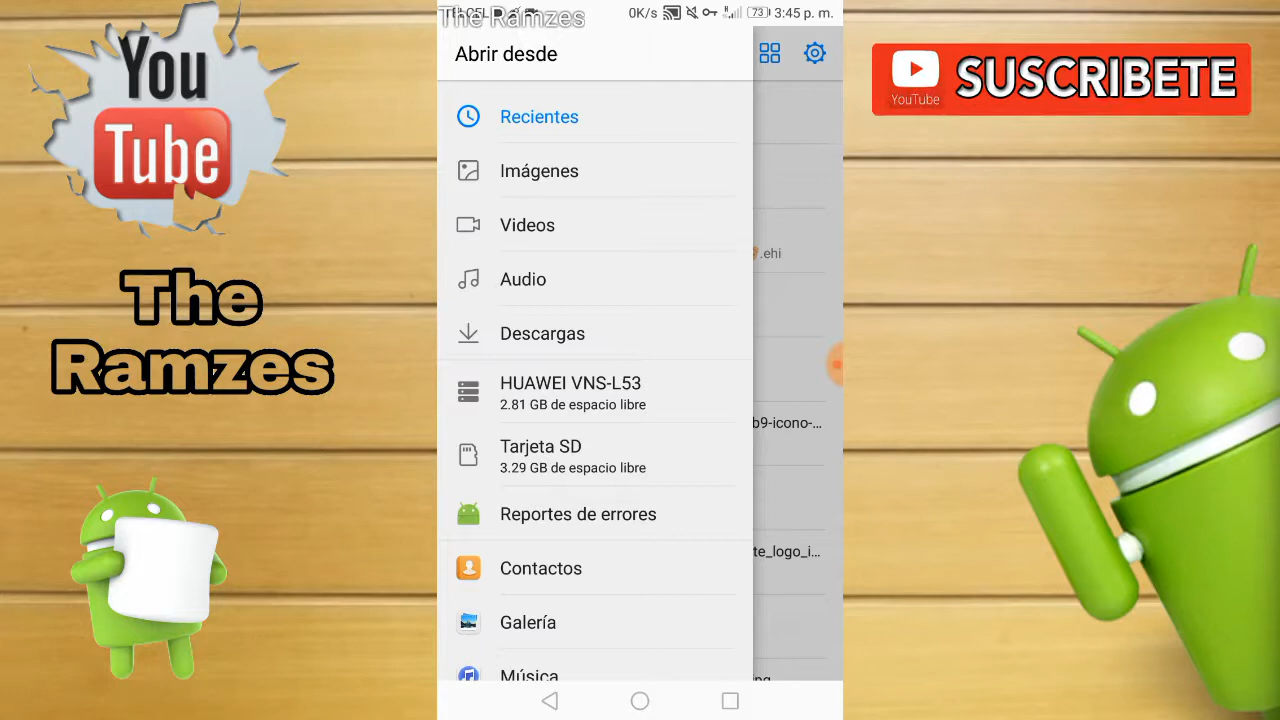 You
Tube
The
Ramzes
The Ramzes
0K/s
73
3:45 p. m.
Abrir desde
Recientes
Imágenes
Videos
.ehi
Audio
Descargas
HUAWEI VNS-L53
2.81 GB de espacio libre
b9-icono-...
Tarjeta SD
3.29 GB de espacio libre
Reportes de errores
te_logo_i...
Contactos
Galería
Música
YouTube
SUSCRIBETE